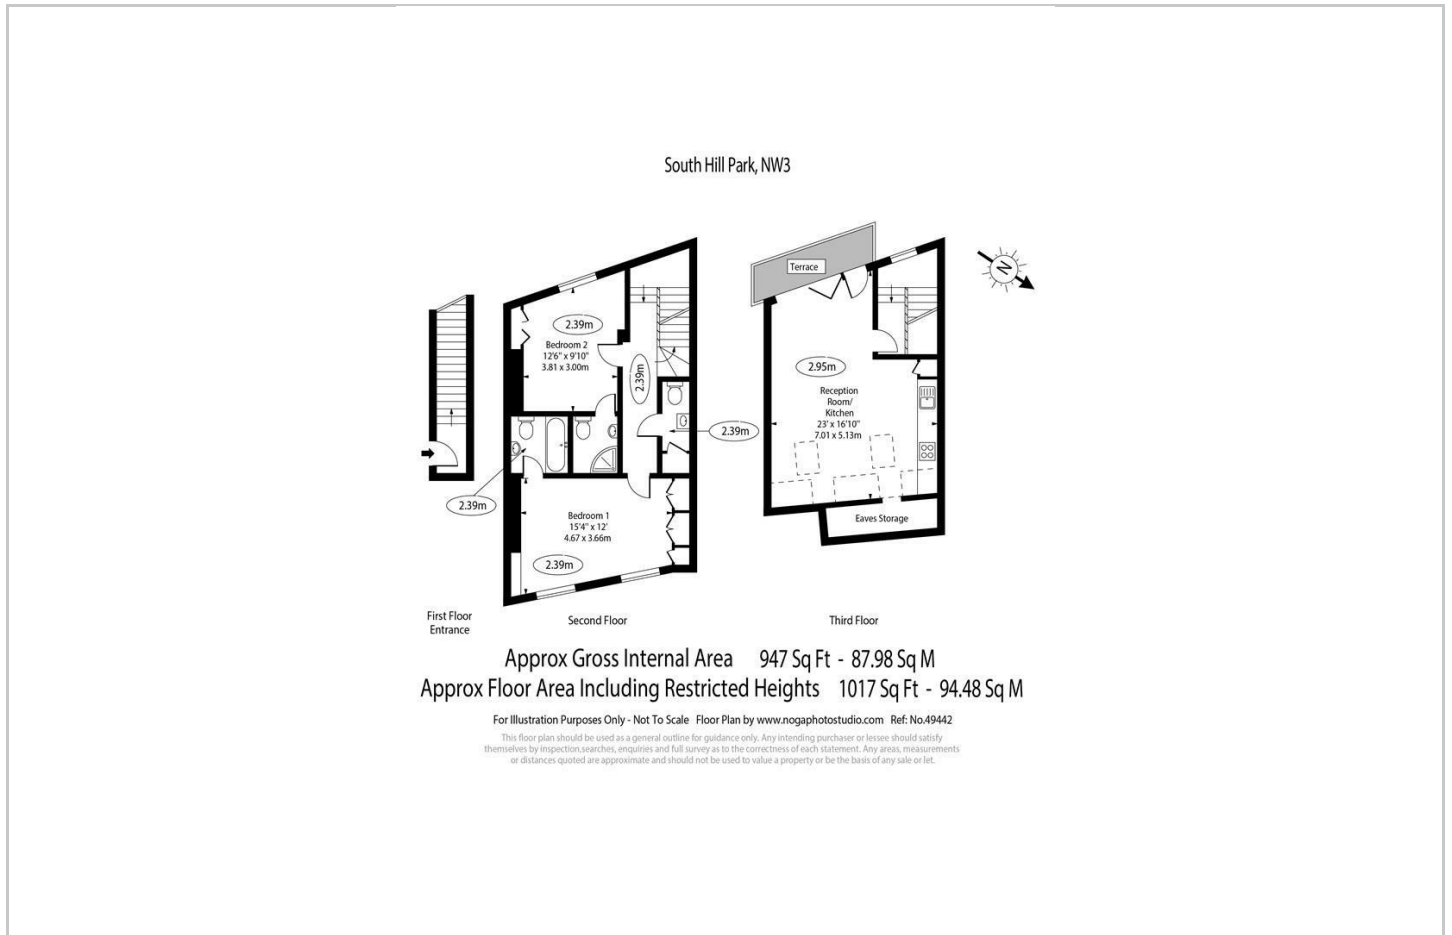 South Hill Park, NW3
Terrace
N
2.39m
Bedroom 2
12'6" x 9'10"
3.81 x 3.00m
2.39m
2.39m
2.39m
Bedroom 1
15'4" x 12'
4.67 x 3.66m
2.39m
2.95m
Reception
Room/
Kitchen
23' x 16'10"
7.01 x 5.13m
Eaves Storage
First Floor
Entrance
Second Floor
Third Floor
Approx Gross Internal Area 947 Sq Ft - 87.98 Sq M
Approx Floor Area Including Restricted Heights 1017 Sq Ft - 94.48 Sq M
For Illustration Purposes Only - Not To Scale Floor Plan by www.nogaphotostudio.com Ref: No.49442
This floor plan should be used as a general outline for guidance only. Any intending purchaser or lessee should satisfy
themselves by inspection,searches, enquiries and full survey as to the correctness of each statement. Any areas, measurements
or distances quoted are approximate and should not be used to value a property or be the basis of any sale or let.